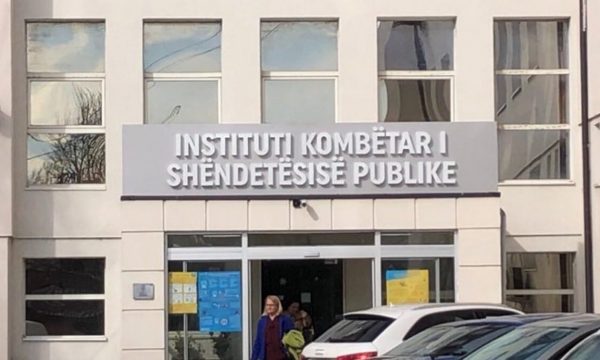 INSTITUTI KOMBËTAR I
SHËNDETËSISË PUBLIKE